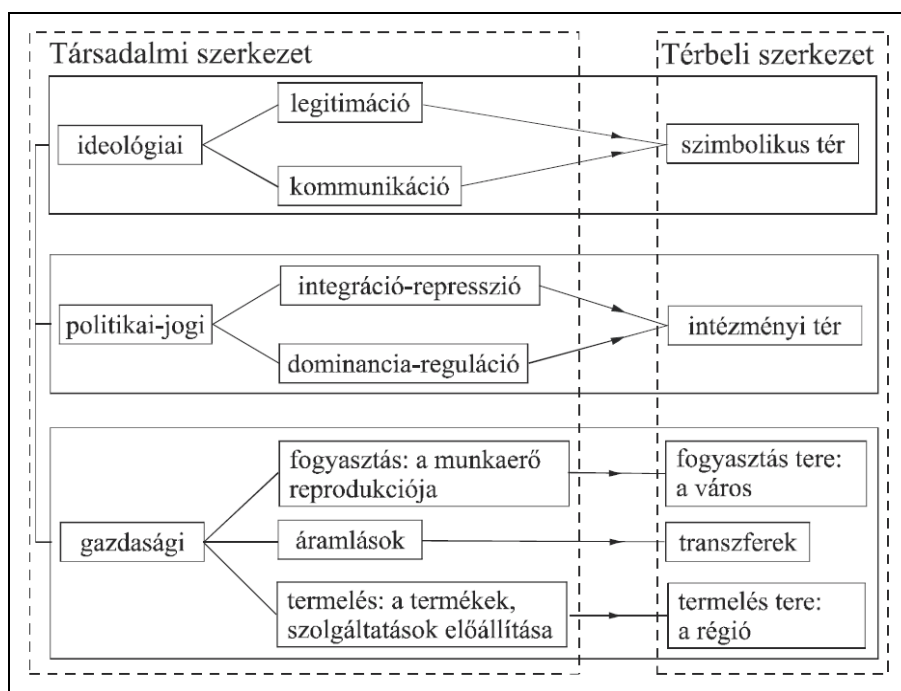 Társadalmi szerkezet
Térbeli szerkezet
legitimáció
ideológiai
szimbolikus tér
kommunikáció
integráció-represszió
politikai-jogi
intézményi tér
dominancia-reguláció
fogyasztás: a munkaerő
reprodukciója
fogyasztás tere:
a város
gazdasági
áramlások
transzferek
termelés: a termékek,
szolgáltatások előállítása
termelés tere:
a régió